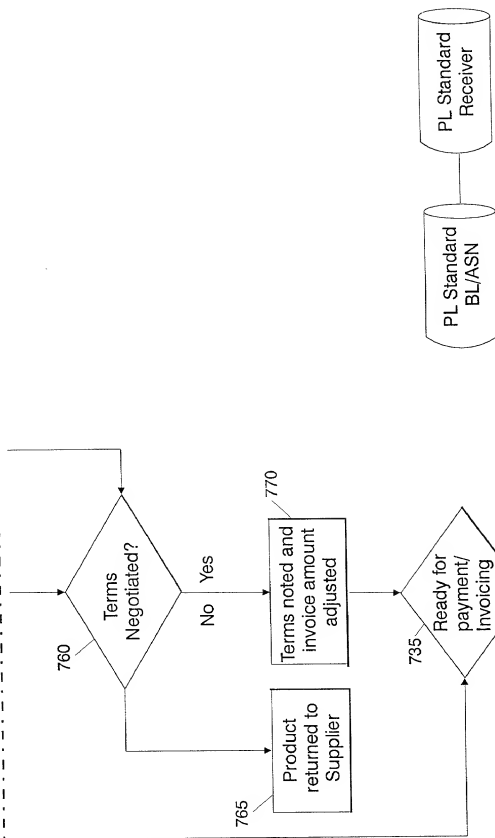 760
Terms
Negotiated?
No
Yes
765
Product
returned to
Supplier
770
Terms noted and
invoice amount
adjusted
735
Ready for
payment/
Invoicing
PL Standard
BL/ASN
PL Standard
Receiver